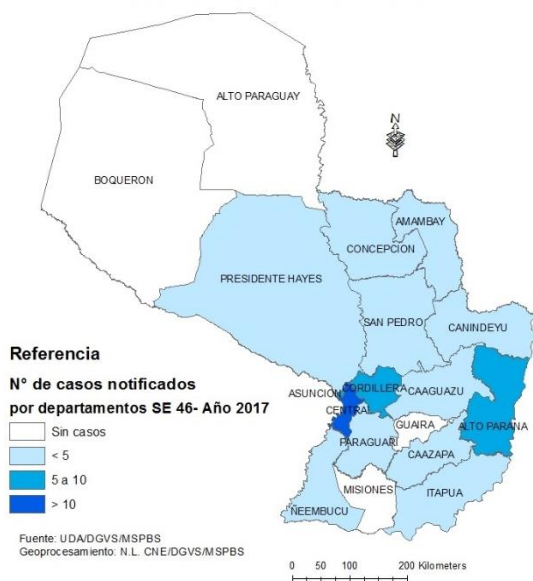 ALTO PARAGUAY
N
BOQUERON
AMAMBAY
CONCEPCION
PRESIDENTE HAYES
SAN PEDRO
CANINDEYU
CORDILLERA
ASUNCION
CAAGUAZU
CENTRAL
GUAIRA
ALTO PARANA
PARAGUARI
CAAZAPA
MISIONES
ITAPUA
ÑEEMBUCU
Referencia
N° de casos notificados
por departamentos SE 46- Año 2017
Sin casos
< 5
5 a 10
> 10
Fuente: UDA/DGVS/MSPBS
Geoprocesamiento: N.L. CNE/DGVS/MSPBS
0 50 100 200 Kilometers